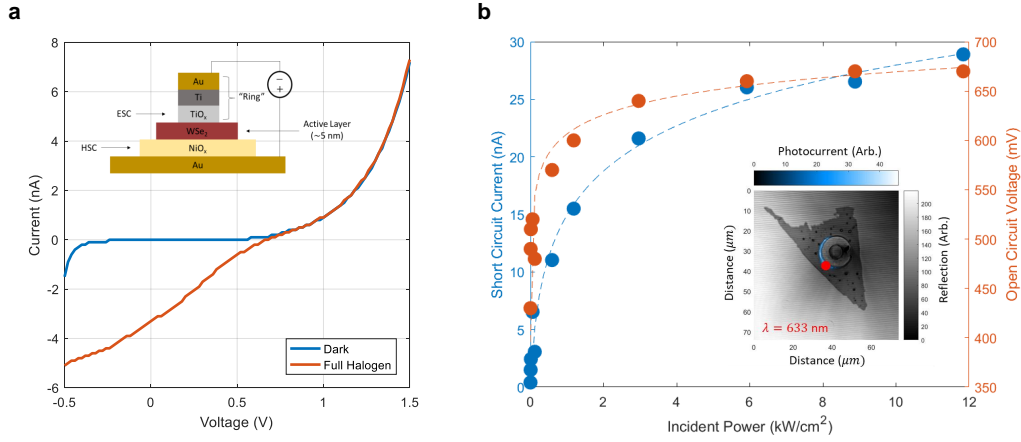 a
8
6
4
2
0
-2
-4
-6
-0.5
0
0.5
1
1.5
Current (nA)
Voltage (V)
Au
Ti
TiOₓ
WSe₂
NiOₓ
Au
ESC
HSC
"Ring"
Active Layer
(~5 nm)
−
+
Dark
Full Halogen
b
30
25
20
15
10
5
0
Short Circuit Current (nA)
0
2
4
6
8
10
12
Incident Power (kW/cm²)
700
650
600
550
500
450
400
350
Open Circuit Voltage (mV)
Photocurrent (Arb.)
0
10
20
30
40
0
10
20
30
40
50
60
70
Distance (μm)
0
20
40
60
Distance (μm)
λ = 633 nm
200
180
160
140
120
100
80
60
40
20
0
Reflection (Arb.)